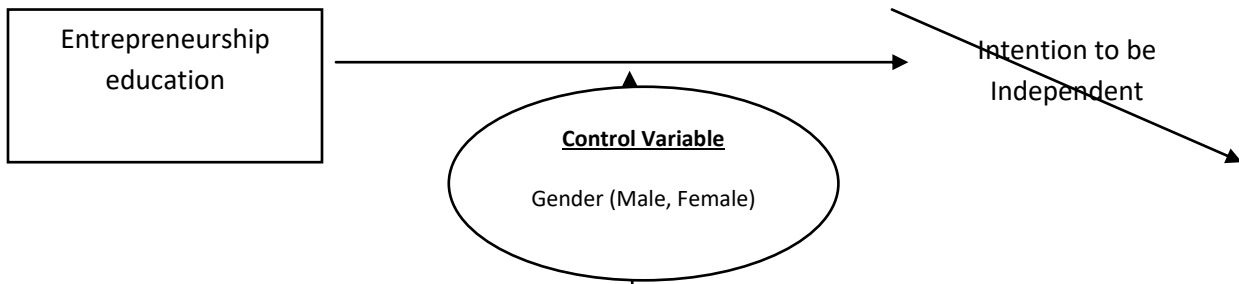 Entrepreneurship
education
Intention to be
Independent
Control Variable
Gender (Male, Female)